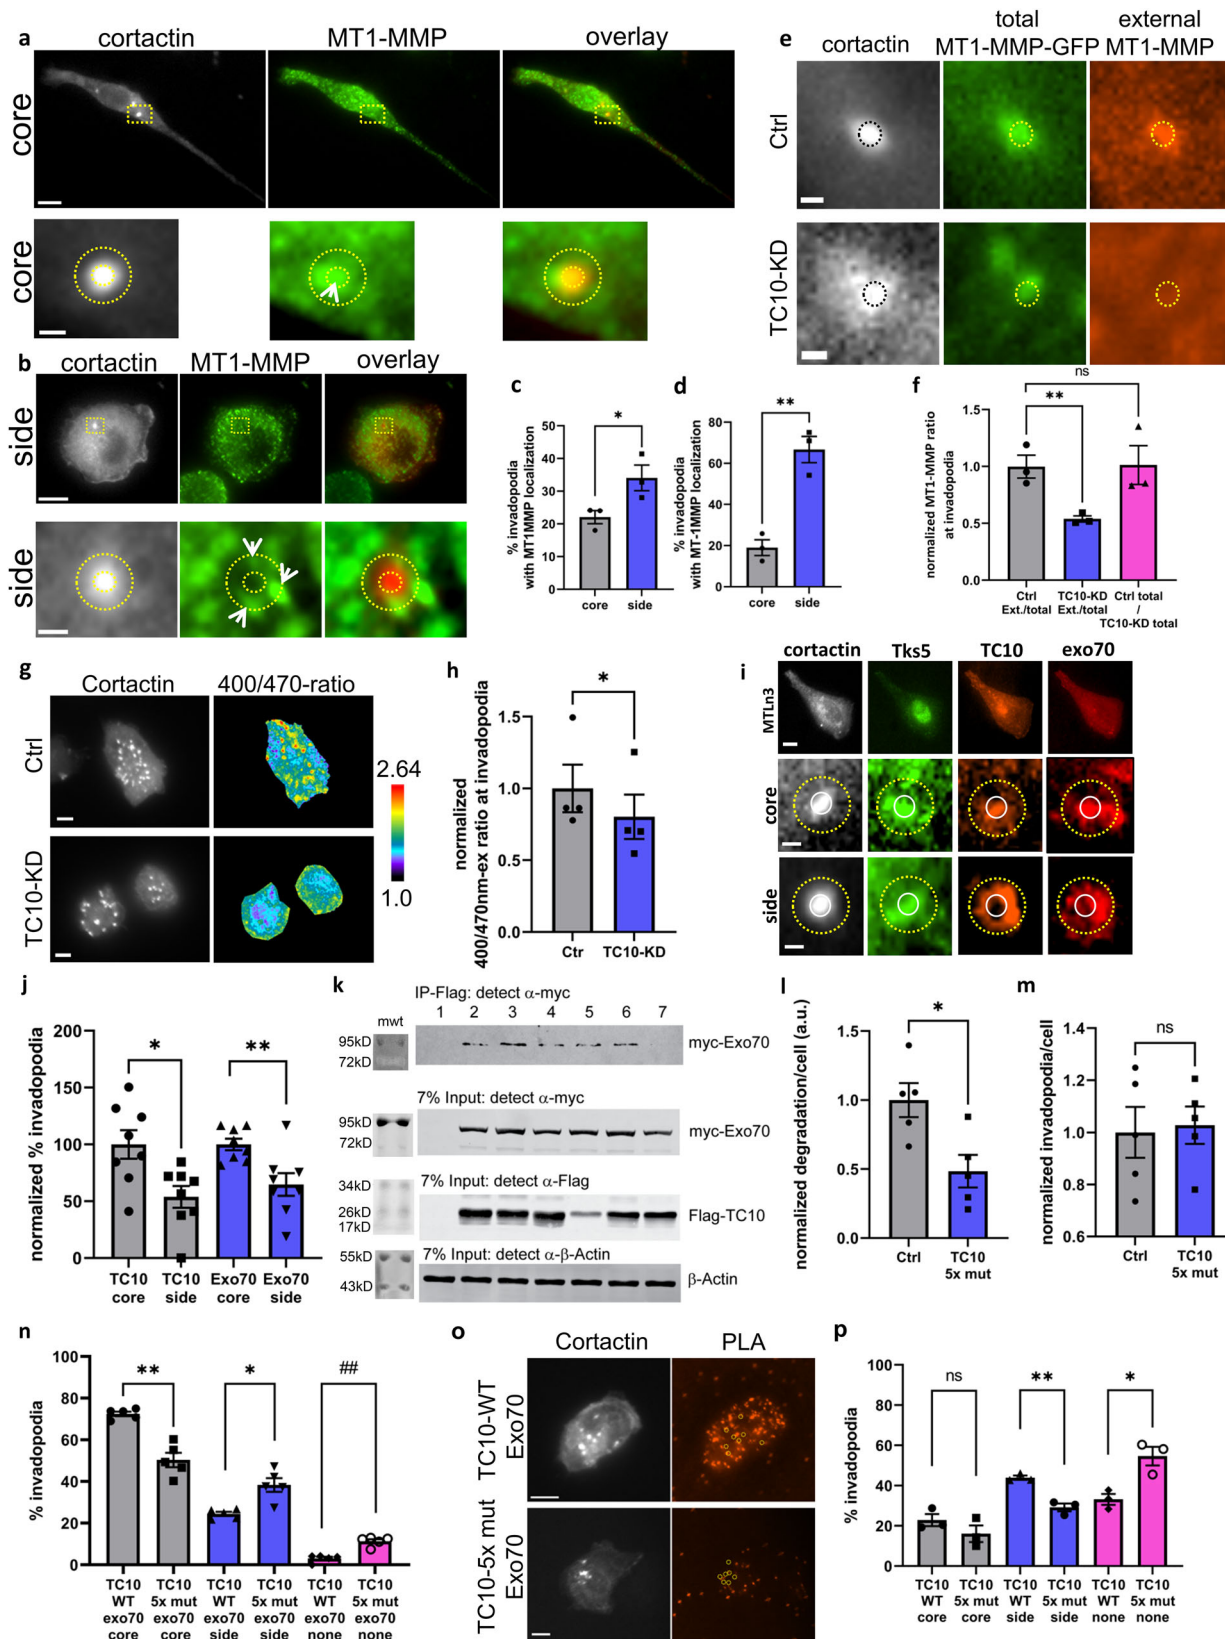 a
cortactin MT1-MMP overlay
core
core
b
cortactin MT1-MMP overlay
side
side
c
% invasopodia
with MT1MMP localization
50
40
30
20
10
0
*
core side
d
% invadopodia
with MT-1MMP localization
80
60
40
20
0
**
core side
e
cortactin
total
MT1-MMP-GFP
external
MT1-MMP
Ctrl
TC10-KD
f
normalized MT1-MMP ratio
at invadopodia
1.5
1.0
0.5
0.0
ns
**
Ctrl
Ext./total
TC10-KD
Ext./total
Ctrl total
/
TC10-KD total
g
Cortactin 400/470-ratio
Ctrl
TC10-KD
2.64
1.0
h
normalized
400/470nm-ex ratio at invadopodia
1.5
1.0
0.5
0.0
*
Ctr TC10-KD
i
cortactin Tks5 TC10 exo70
MTLn3
core
side
j
normalized % invadopodia
200
150
100
50
0
*
**
TC10
core
TC10
side
Exo70
core
Exo70
side
k
IP-Flag: detect α-myc
mwt 1 2 3 4 5 6 7
95kD
72kD
myc-Exo70
7% Input: detect α-myc
95kD
72kD
myc-Exo70
7% Input: detect α-Flag
34kD
26kD
17kD
Flag-TC10
7% Input: detect α-β-Actin
55kD
43kD
β-Actin
l
normalized degradation/cell (a.u.)
1.5
1.0
0.5
0.0
*
Ctrl TC10
5x mut
m
normalized invadopodia/cell
1.4
1.2
1.0
0.8
0.6
ns
Ctrl TC10
5x mut
n
% invadopodia
100
80
60
40
20
0
**
*
##
TC10
WT
exo70
core
TC10
5x mut
exo70
core
TC10
WT
exo70
side
TC10
5x mut
exo70
side
TC10
WT
exo70
none
TC10
5x mut
exo70
none
o
Cortactin PLA
TC10-WT
Exo70
TC10-5x mut
Exo70
p
% invadopodia
100
80
60
40
20
0
ns
**
*
TC10
WT
core
TC10
5x mut
core
TC10
WT
side
TC10
5x mut
side
TC10
WT
none
TC10
5x mut
none